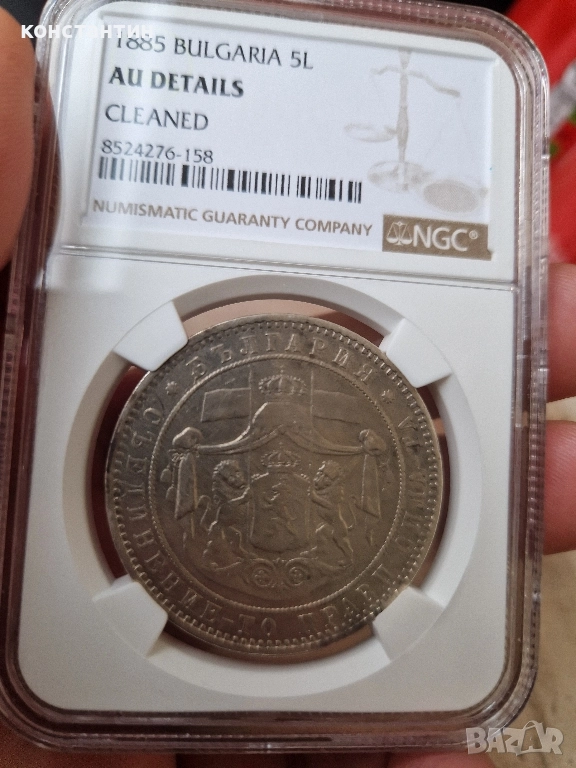 КОНСТАНТИН
1885 BULGARIA 5L
AU DETAILS
CLEANED
8524276-158
NUMISMATIC GUARANTY COMPANY
NGC®
БЪЛГАРИЯ
СЪЕДИНЕНИЕ-ТО ПРАВИ СИЛА-ТА
BAZAR